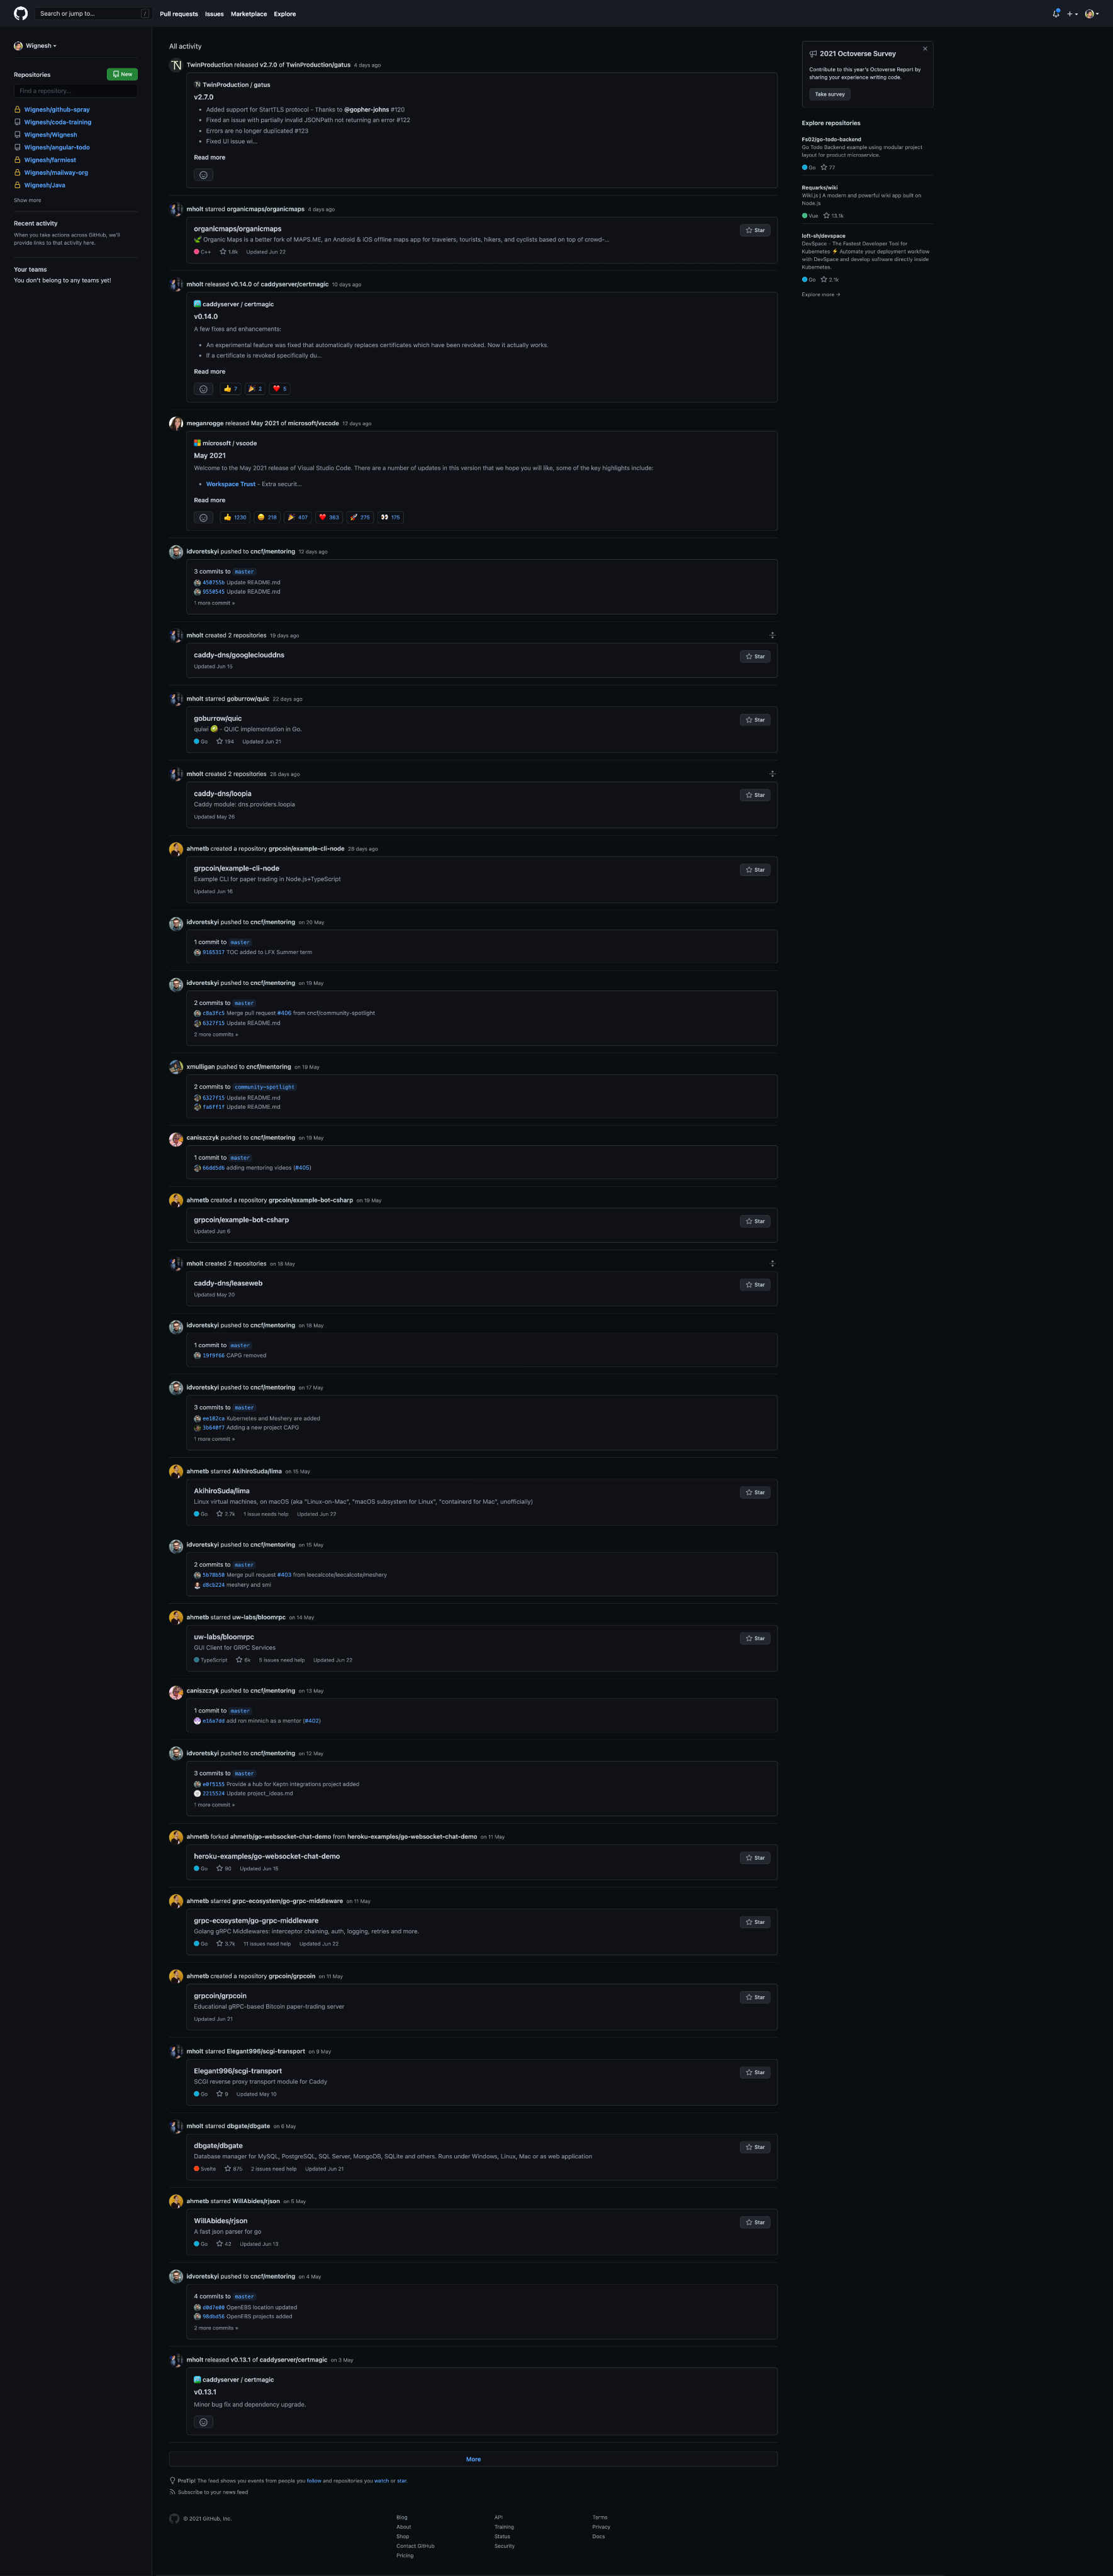 Search or jump to...
/
Pull requests Issues Marketplace Explore
Wignesh
Repositories
New
Find a repository...
Wignesh/github-spray
Wignesh/coda-training
Wignesh/Wignesh
Wignesh/angular-todo
Wignesh/farmiest
Wignesh/mailway-org
Wignesh/Java
Show more
Recent activity
When you take actions across GitHub, we'll
provide links to that activity here.
Your teams
You don't belong to any teams yet!
All activity
TwinProduction released v2.7.0 of TwinProduction/gatus 4 days ago
TwinProduction / gatus
v2.7.0
• Added support for StartTLS protocol - Thanks to @gopher-johns #120
• Fixed an issue with partially invalid JSONPath not returning an error #122
• Errors are no longer duplicated #123
• Fixed UI issue wi...
Read more
mholt starred organicmaps/organicmaps 4 days ago
organicmaps/organicmaps
Star
🌿 Organic Maps is a better fork of MAPS.ME, an Android & iOS offline maps app for travelers, tourists, hikers, and cyclists based on top of crowd-...
C++ 1.8k Updated Jun 22
mholt released v0.14.0 of caddyserver/certmagic 10 days ago
caddyserver / certmagic
v0.14.0
A few fixes and enhancements:
• An experimental feature was fixed that automatically replaces certificates which have been revoked. Now it actually works.
• If a certificate is revoked specifically du...
Read more
👍 7 🎉 2 ❤️ 5
meganrogge released May 2021 of microsoft/vscode 12 days ago
microsoft / vscode
May 2021
Welcome to the May 2021 release of Visual Studio Code. There are a number of updates in this version that we hope you will like, some of the key highlights include:
• Workspace Trust - Extra securit...
Read more
👍 1230 😄 318 🎉 407 ❤️ 363 🚀 276 👀 175
idvoretskyi pushed to cncf/mentoring 12 days ago
3 commits to master
450755b Update README.md
9550545 Update README.md
1 more commit »
mholt created 2 repositories 19 days ago
caddy-dns/googleclouddns
Star
Updated Jun 15
mholt starred goburrow/quic 22 days ago
goburrow/quic
Star
quiwi 🥝 - QUIC implementation in Go.
Go 194 Updated Jun 21
mholt created 2 repositories 26 days ago
caddy-dns/loopia
Star
Caddy module: dns.providers.loopia
Updated May 26
ahmetb created a repository grpcoin/example-cli-node 28 days ago
grpcoin/example-cli-node
Star
Example CLI for paper trading in Node.js+TypeScript
Updated Jun 16
idvoretskyi pushed to cncf/mentoring on 20 May
1 commit to master
9165317 TOC added to LFX Summer term
idvoretskyi pushed to cncf/mentoring on 19 May
2 commits to master
c8a3fc5 Merge pull request #406 from cncf/community-spotlight
6327f15 Update README.md
2 more commits »
xmulligan pushed to cncf/mentoring on 19 May
2 commits to community-spotlight
6327f15 Update README.md
fa6ff1f Update README.md
caniszczyk pushed to cncf/mentoring on 19 May
1 commit to master
66dd5d6 adding mentoring videos (#405)
ahmetb created a repository grpcoin/example-bot-csharp on 19 May
grpcoin/example-bot-csharp
Star
Updated Jun 6
mholt created 2 repositories on 18 May
caddy-dns/leaseweb
Star
Updated May 20
idvoretskyi pushed to cncf/mentoring on 18 May
1 commit to master
19f9f66 CAPG removed
idvoretskyi pushed to cncf/mentoring on 17 May
3 commits to master
ee102ca Kubernetes and Meshery are added
3b640f7 Adding a new project CAPG
1 more commit »
ahmetb starred AkihiroSuda/lima on 15 May
AkihiroSuda/lima
Star
Linux virtual machines, on macOS (aka "Linux-on-Mac", "macOS subsystem for Linux", "containerd for Mac", unofficially)
Go 2.7k 1 issue needs help Updated Jun 22
idvoretskyi pushed to cncf/mentoring on 15 May
2 commits to master
5b78b50 Merge pull request #403 from leecalcote/leecalcote/meshery
d8cb224 meshery and smi
ahmetb starred uw-labs/bloomrpc on 14 May
uw-labs/bloomrpc
Star
GUI Client for GRPC Services
TypeScript 6k 5 issues need help Updated Jun 22
caniszczyk pushed to cncf/mentoring on 13 May
1 commit to master
e16a7dd add ron minnich as a mentor (#402)
idvoretskyi pushed to cncf/mentoring on 12 May
3 commits to master
e0f5155 Provide a hub for Keptn integrations project added
2215524 Update project_ideas.md
1 more commit »
ahmetb forked ahmetb/go-websocket-chat-demo from heroku-examples/go-websocket-chat-demo on 11 May
heroku-examples/go-websocket-chat-demo
Star
Go 90 Updated Jun 18
ahmetb starred grpc-ecosystem/go-grpc-middleware on 11 May
grpc-ecosystem/go-grpc-middleware
Star
Golang gRPC Middlewares: interceptor chaining, auth, logging, retries and more.
Go 3.7k 11 issues need help Updated Jun 22
ahmetb created a repository grpcoin/grpcoin on 11 May
grpcoin/grpcoin
Star
Educational gRPC-based Bitcoin paper-trading server
Updated Jun 21
mholt starred Elegant996/scgi-transport on 9 May
Elegant996/scgi-transport
Star
SCGI reverse proxy transport module for Caddy
Go 9 Updated May 10
mholt starred dbgate/dbgate on 6 May
dbgate/dbgate
Star
Database manager for MySQL, PostgreSQL, SQL Server, MongoDB, SQLite and others. Runs under Windows, Linux, Mac or as web application
Svelte 875 2 issues need help Updated Jun 21
ahmetb starred WillAbides/rjson on 5 May
WillAbides/rjson
Star
A fast json parser for go
Go 42 Updated Jun 13
idvoretskyi pushed to cncf/mentoring on 4 May
4 commits to master
d0d7e00 OpenEBS location updated
90dbd56 OpenEBS projects added
2 more commits »
mholt released v0.13.1 of caddyserver/certmagic on 3 May
caddyserver / certmagic
v0.13.1
Minor bug fix and dependency upgrade.
More
ProTip! The feed shows you events from people you follow and repositories you watch or star.
Subscribe to your news feed
2021 Octoverse Survey
Contribute to this year's Octoverse Report by
sharing your experience writing code.
Take survey
Explore repositories
Fs02/go-todo-backend
Go Todo Backend example using modular project
layout for product microservice.
Go 77
Requarks/wiki
Wiki.js | A modern and powerful wiki app built on
Node.js
Vue 13.1k
loft-sh/devspace
DevSpace - The Fastest Developer Tool for
Kubernetes ⚡ Automate your deployment workflow
with DevSpace and develop software directly inside
Kubernetes.
Go 2.1k
Explore more →
© 2021 GitHub, Inc.
Blog
About
Shop
Contact GitHub
Pricing
API
Training
Status
Security
Terms
Privacy
Docs